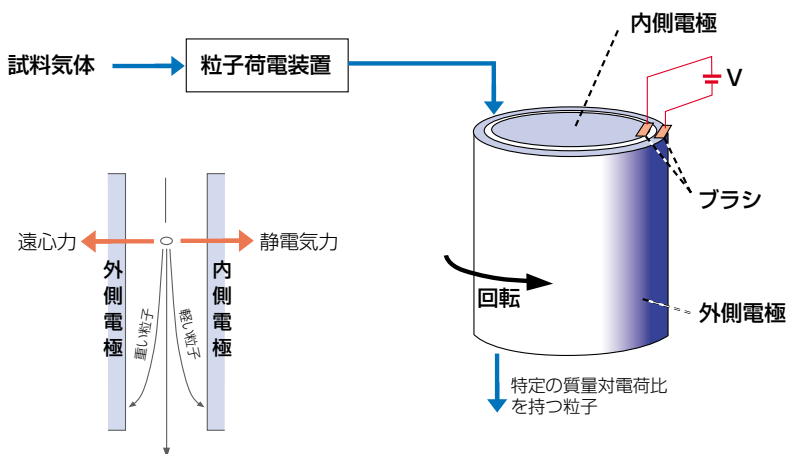 内側電極
試料気体
粒子荷電装置
V
ブラシ
遠心力
静電気力
外側電極
内側電極
重い粒子
軽い粒子
回転
外側電極
特定の質量対電荷比
を持つ粒子